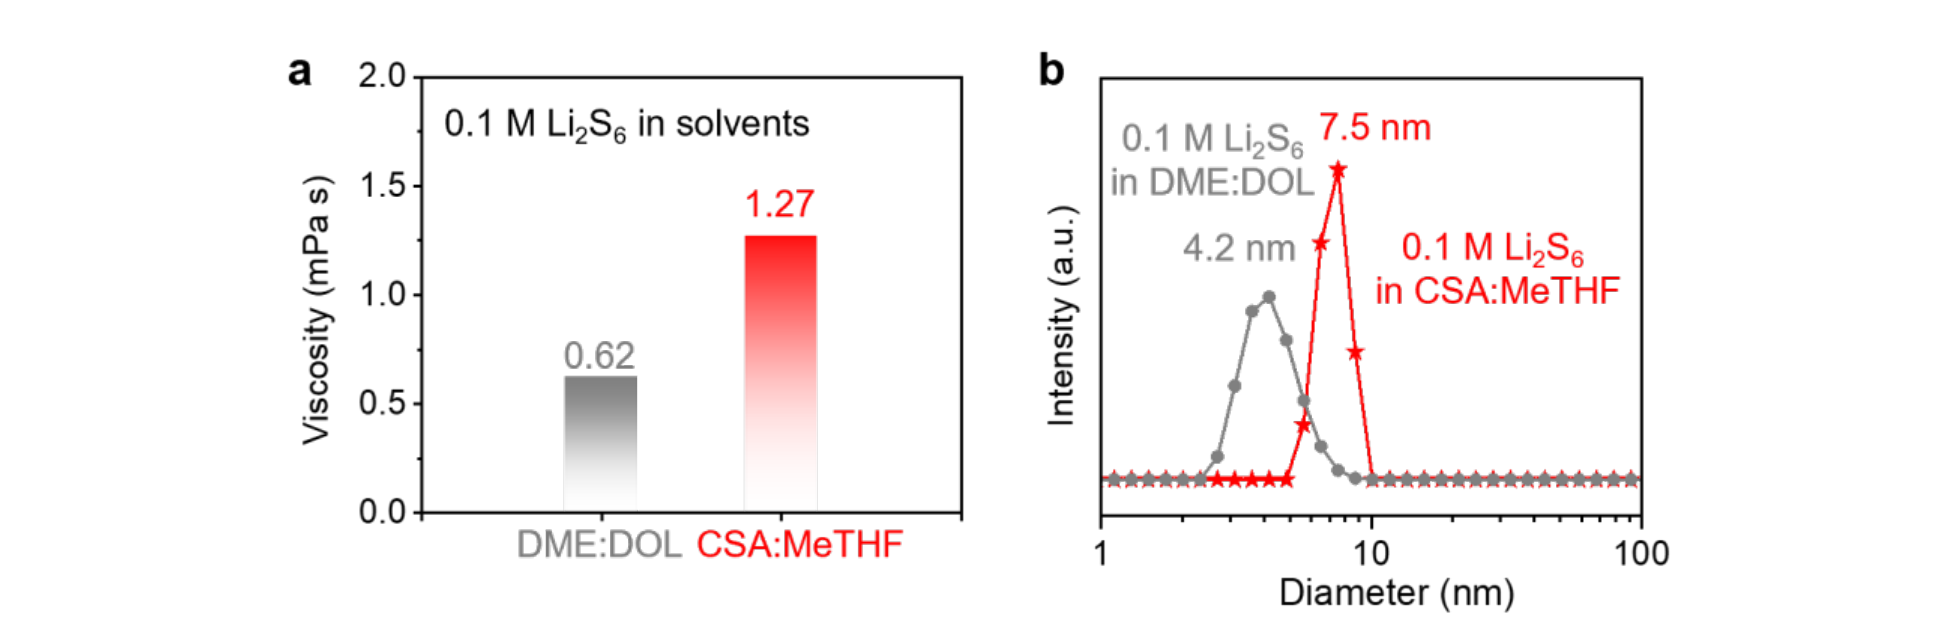 a
2.0
1.5
1.0
0.5
0.0
Viscosity (mPa s)
0.1 M Li₂S₆ in solvents
0.62
1.27
DME:DOL CSA:MeTHF
b
Intensity (a.u.)
0.1 M Li₂S₆
in DME:DOL
4.2 nm
7.5 nm
0.1 M Li₂S₆
in CSA:MeTHF
1 10 100
Diameter (nm)